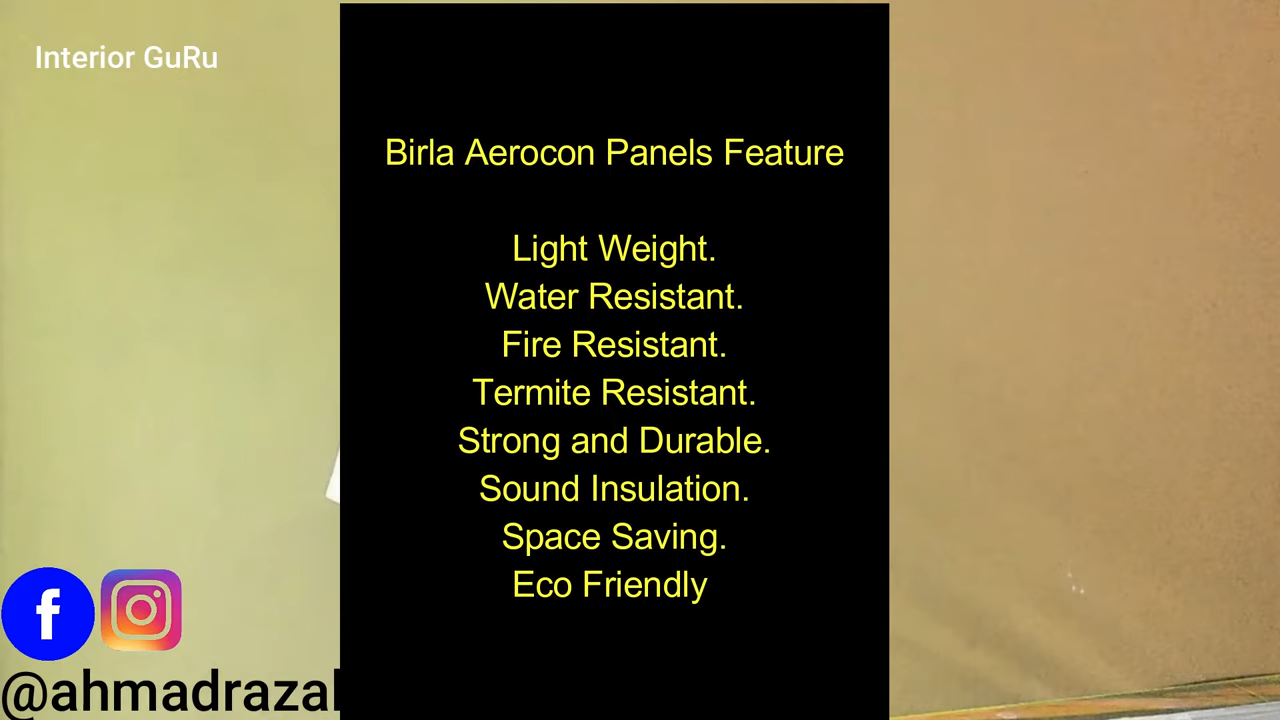 Interior GuRu
Birla Aerocon Panels Feature
Light Weight.
Water Resistant.
Fire Resistant.
Termite Resistant.
Strong and Durable.
Sound Insulation.
Space Saving.
Eco Friendly
f
@ahmadraza